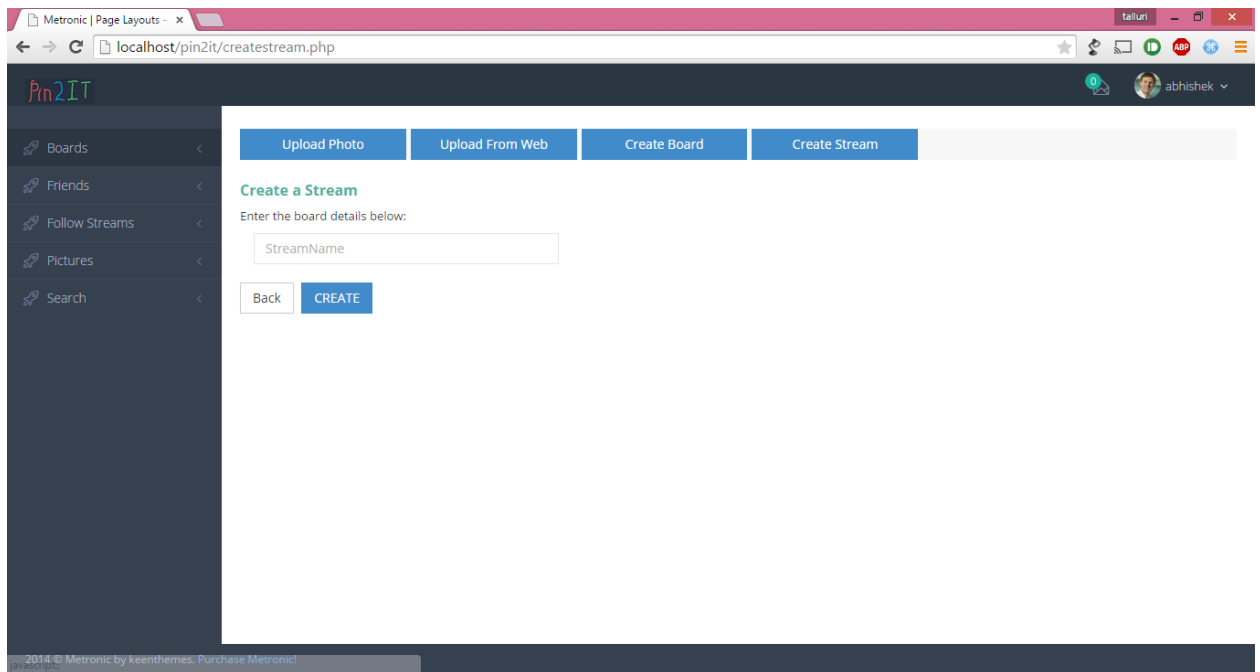 Metronic | Page Layouts -
talluri
localhost/pin2it/createstream.php
ABP
Pin2IT
0
abhishek
Upload Photo Upload From Web Create Board Create Stream
Boards
Friends
Follow Streams
Pictures
Search
Create a Stream
Enter the board details below:
StreamName
Back CREATE
2014 © Metronic by keenthemes. Purchase Metronic!
javascript:;